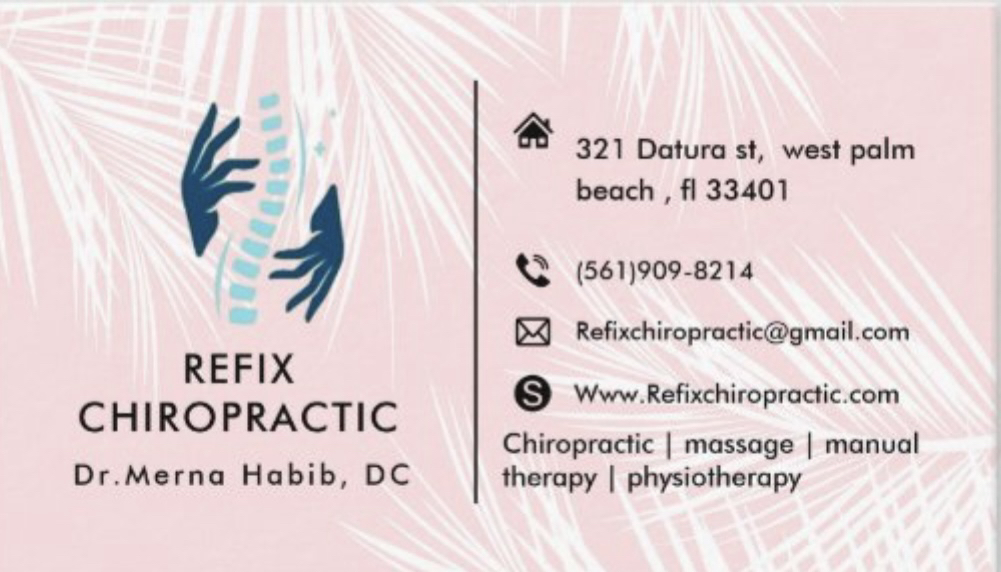 REFIX
CHIROPRACTIC
Dr.Merna Habib, DC
321 Datura st, west palm
beach , fl 33401
(561)909-8214
Refixchiropractic@gmail.com
Www.Refixchiropractic.com
Chiropractic | massage | manual
therapy | physiotherapy